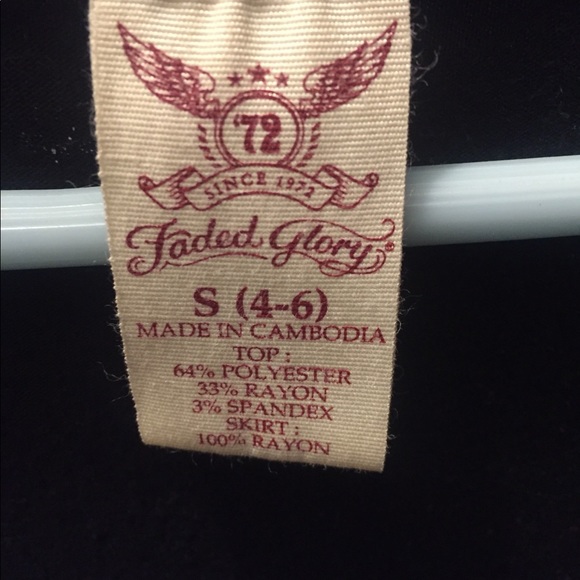 '72
SINCE 1972
Faded Glory®
S (4-6)
MADE IN CAMBODIA
TOP :
64% POLYESTER
33% RAYON
3% SPANDEX
SKIRT :
100% RAYON